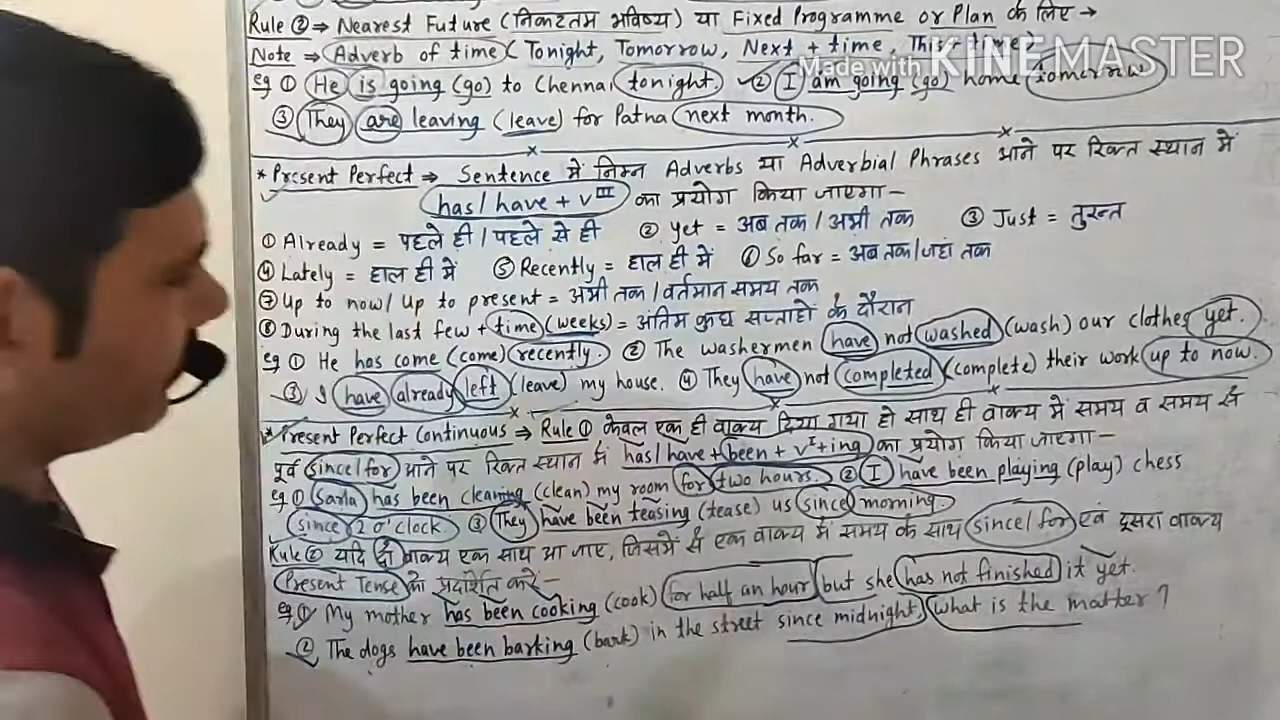 Rule ② ⇒ Nearest Future (निकटतम भविष्य) या Fixed Programme or Plan के लिए →
Note ⇒ Adverb of time (Tonight, Tomorrow, Next + time, This + time)
Made with KINEMASTER
eg ① He is going (go) to Chennai tonight. ② I am going (go) home tomorrow
③ They are leaving (leave) for Patna next month.
* Present Perfect ⇒ Sentence में निम्न Adverbs या Adverbial Phrases आने पर रिक्त स्थान में
has/have + V III का प्रयोग किया जाएगा -
① Already = पहले ही / पहले से ही ② Yet = अब तक / अभी तक ③ Just = तुरन्त
④ Lately = हाल ही में ⑤ Recently = हाल ही में ⑥ So far = अब तक/जहां तक
⑦ Up to now/ Up to present = अभी तक / वर्तमान समय तक
⑧ During the last few + time (weeks) = अंतिम कुछ सप्ताहों के दौरान
eg ① He has come (come) recently. ② The washermen have not washed (wash) our clothes yet.
③ I have already left (leave) my house. ④ They have not completed (complete) their work up to now.
* Present Perfect Continuous ⇒ Rule ① केवल एक ही वाक्य दिया गया हो साथ ही वाक्य में समय व समय से
पूर्व since/for आने पर रिक्त स्थान में has/have + been + V I + ing का प्रयोग किया जाएगा -
eg ① Sarla has been cleaning (clean) my room for two hours. ② I have been playing (play) chess
since 2 o'clock. ③ They have been teasing (tease) us since morning.
Rule ② यदि दो वाक्य एक साथ आ जाए, जिसमें से एक वाक्य में समय के साथ since/for एवं दूसरा वाक्य
Present Tense को प्रदर्शित करे -
eg ① My mother has been cooking (cook) for half an hour but she has not finished it yet.
② The dogs have been barking (bark) in the street since midnight, what is the matter ?